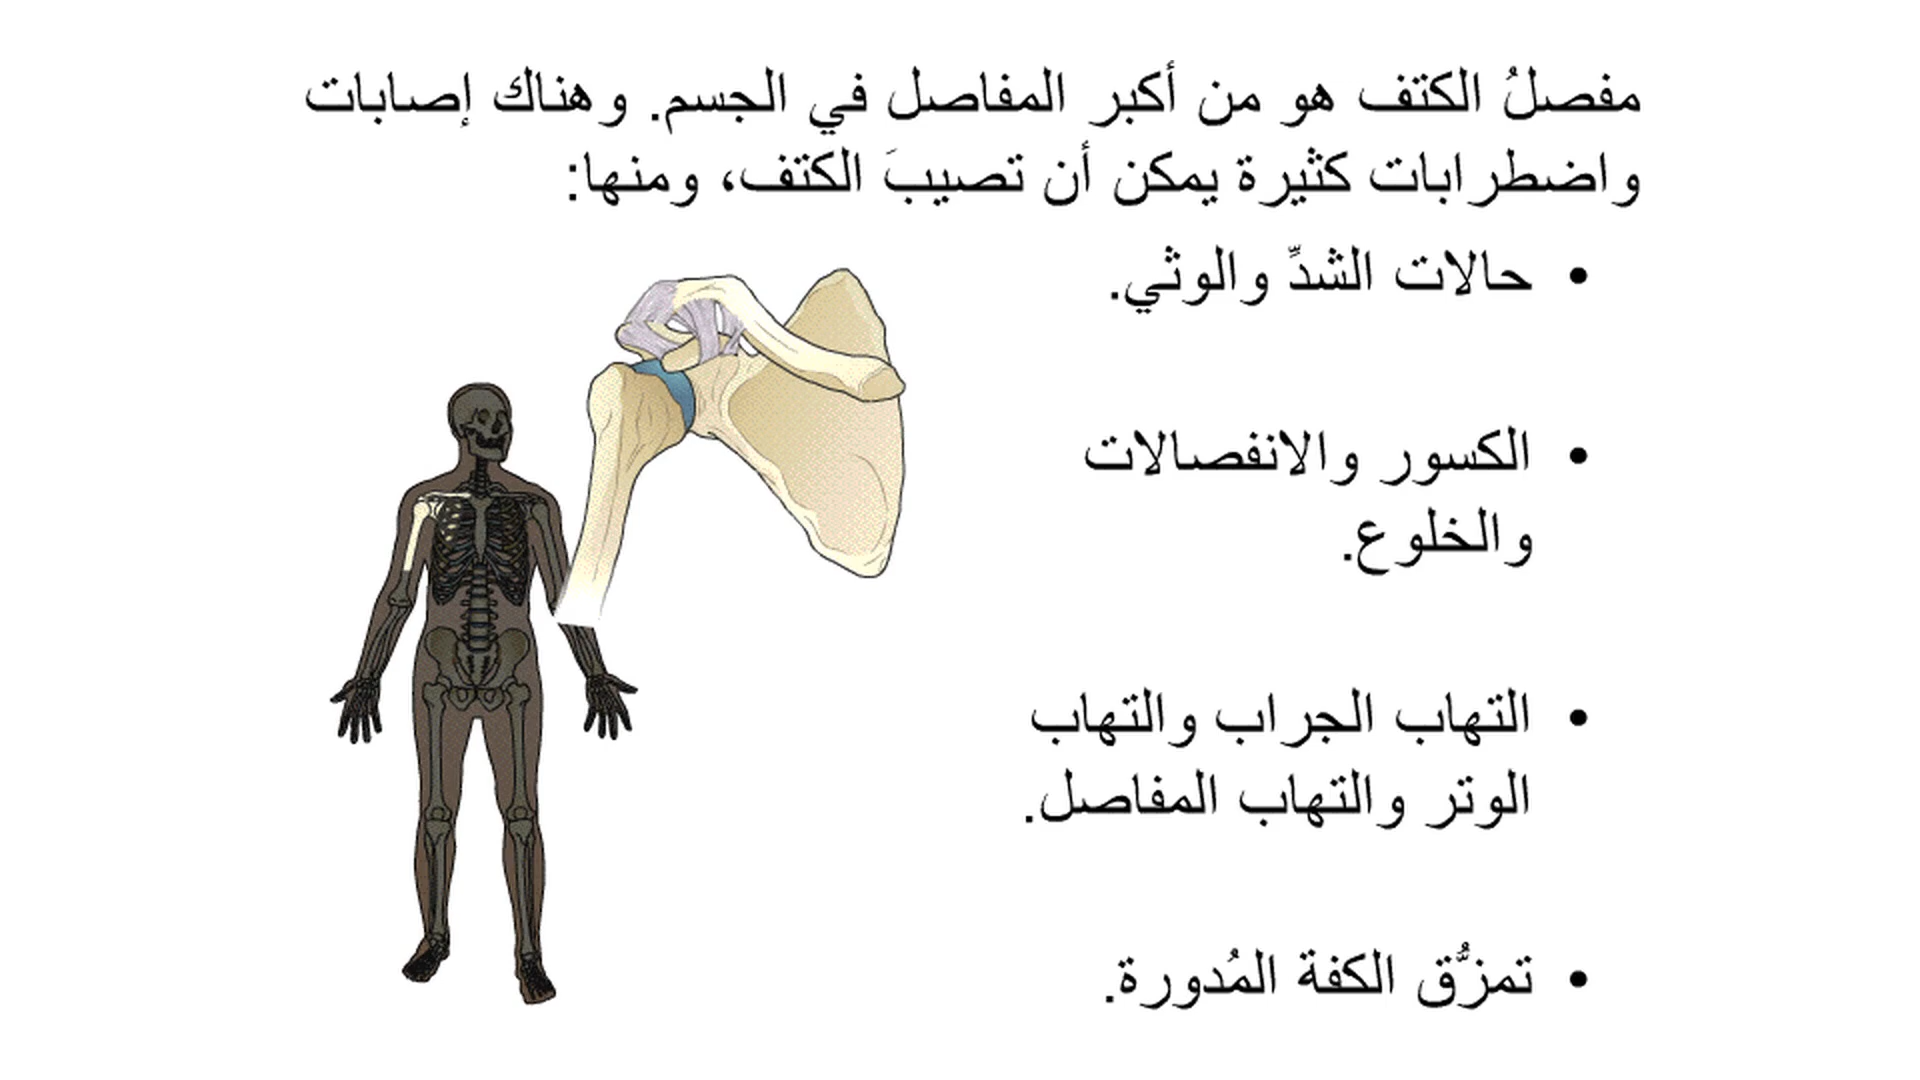 مفصلُ الكتف هو من أكبر المفاصل في الجسم. وهناك إصابات
واضطرابات كثيرة يمكن أن تصيبَ الكتف، ومنها:
• حالات الشدِّ والوثي.
• الكسور والانفصالات
والخلوع.
• التهاب الجراب والتهاب
الوتر والتهاب المفاصل.
• تمزُّق الكفة المُدورة.